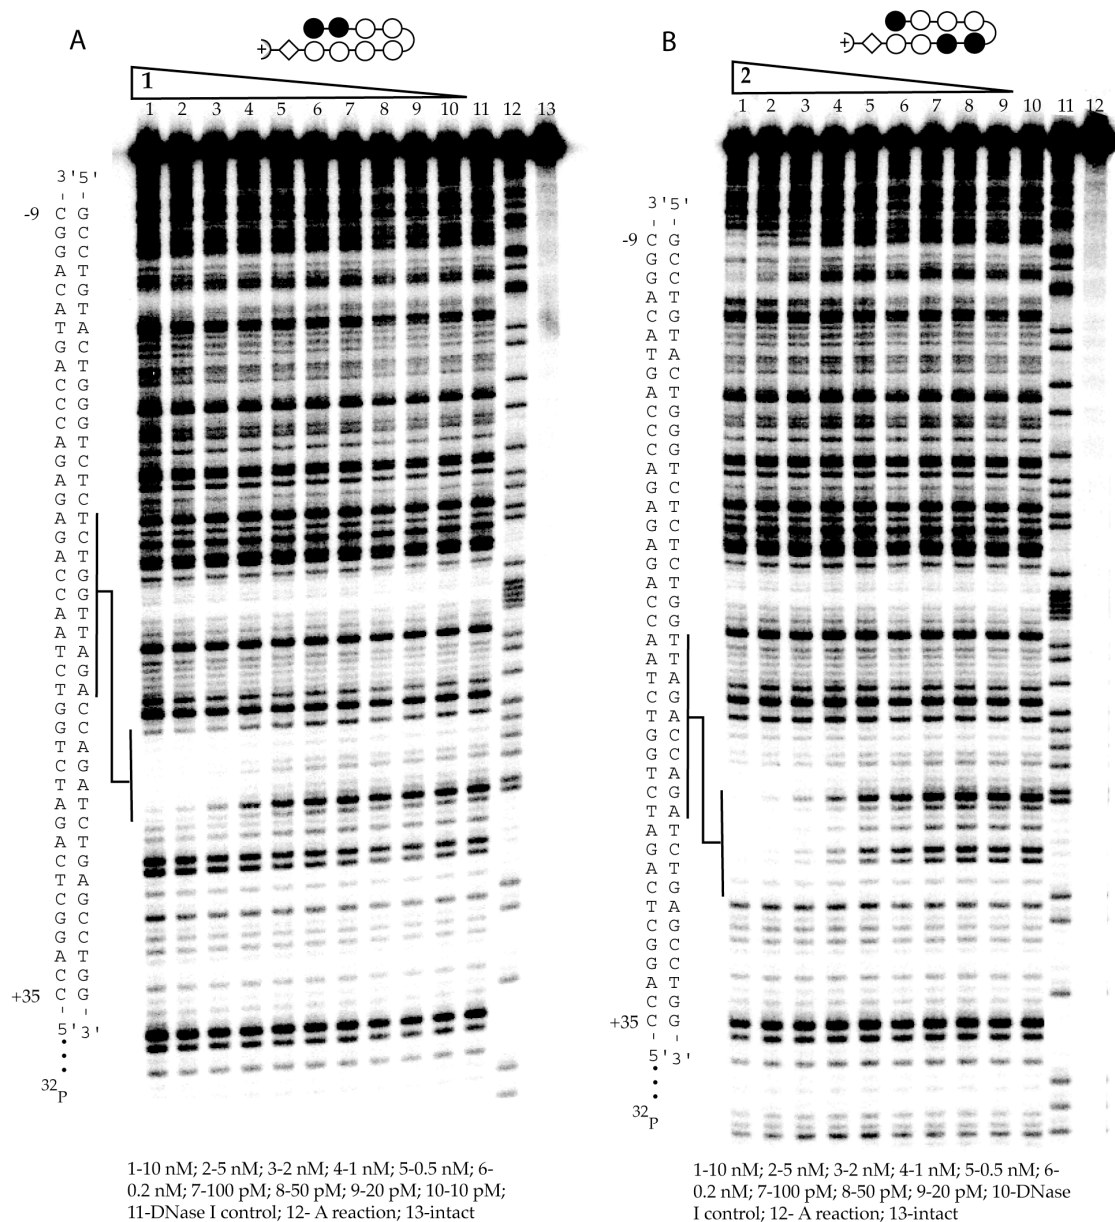 A
B
+
+
1
2
1 2 3 4 5 6 7 8 9 10 11 12 13
1 2 3 4 5 6 7 8 9 10 11 12
3'5'
-9
CGGACATGACCCAGAGAGACCAATCTGGTCTAGACTCGGACC
GCCTGTACTGGGTCTCTCTGGTTAGACCAGATCTGAGCCTGG
+35
5'3'
32P
3'5'
-9
CGGACATGACCCAGAGAGACCAATCTGGTCTAGACTCGGACC
GCCTGTACTGGGTCTCTCTGGTTAGACCAGATCTGAGCCTGG
+35
5'3'
32P
1-10 nM; 2-5 nM; 3-2 nM; 4-1 nM; 5-0.5 nM; 6-
0.2 nM; 7-100 pM; 8-50 pM; 9-20 pM; 10-10 pM;
11-DNase I control; 12- A reaction; 13-intact
1-10 nM; 2-5 nM; 3-2 nM; 4-1 nM; 5-0.5 nM; 6-
0.2 nM; 7-100 pM; 8-50 pM; 9-20 pM; 10-DNase
I control; 12- A reaction; 13-intact